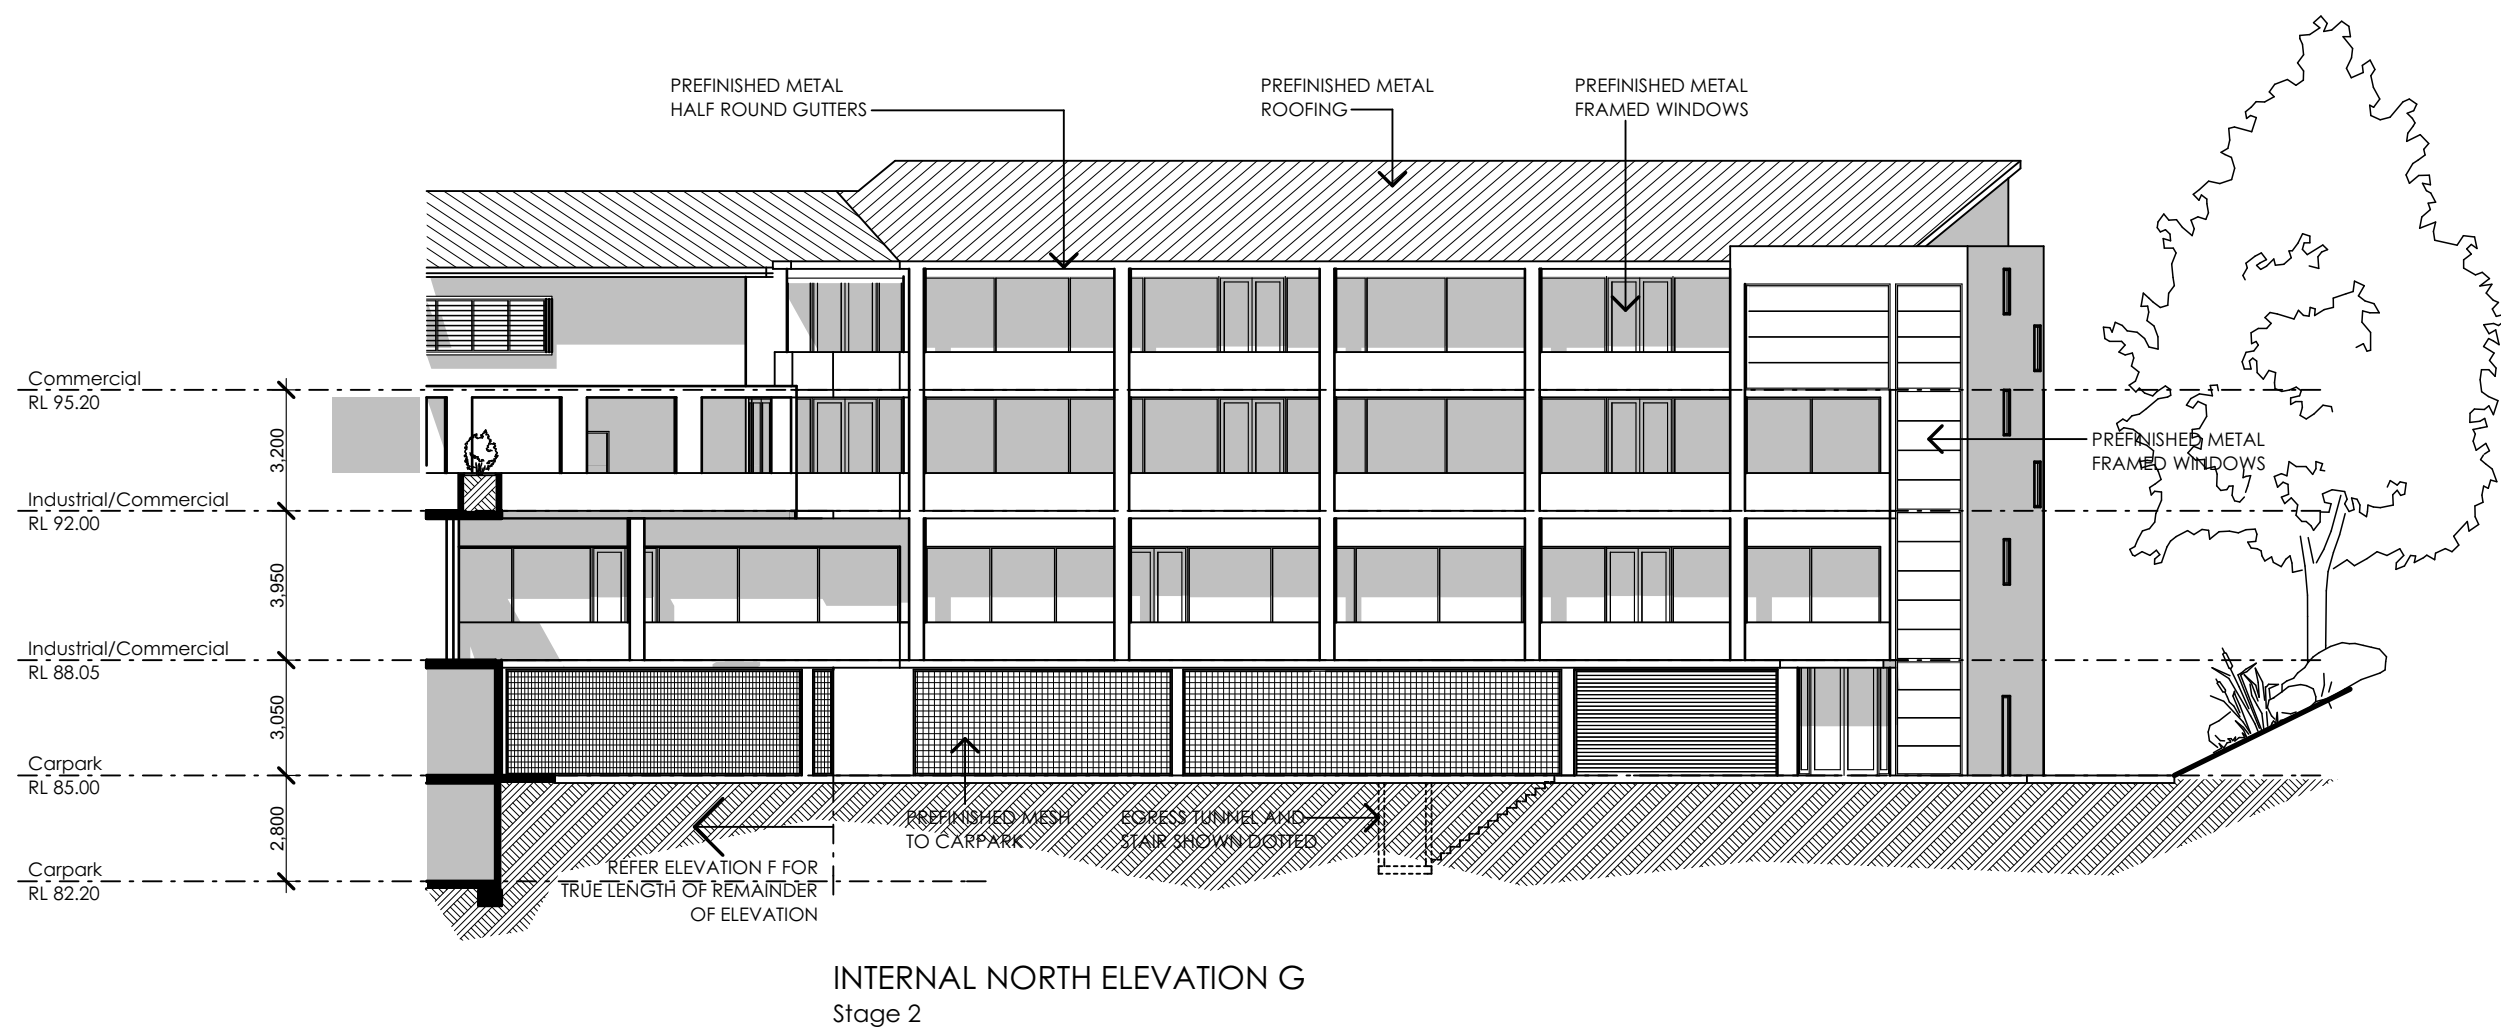 PREFINISHED METAL
HALF ROUND GUTTERS
PREFINISHED METAL
ROOFING
PREFINISHED METAL
FRAMED WINDOWS
Commercial
RL 95.20
3,200
PREFINISHED METAL
FRAMED WINDOWS
Industrial/Commercial
RL 92.00
3,950
Industrial/Commercial
RL 88.05
3,050
Carpark
RL 85.00
2,800
PREFINISHED MESH
TO CARPARK
EGRESS TUNNEL AND
STAIR SHOWN DOTTED
Carpark
RL 82.20
REFER ELEVATION F FOR
TRUE LENGTH OF REMAINDER
OF ELEVATION
INTERNAL NORTH ELEVATION G
Stage 2